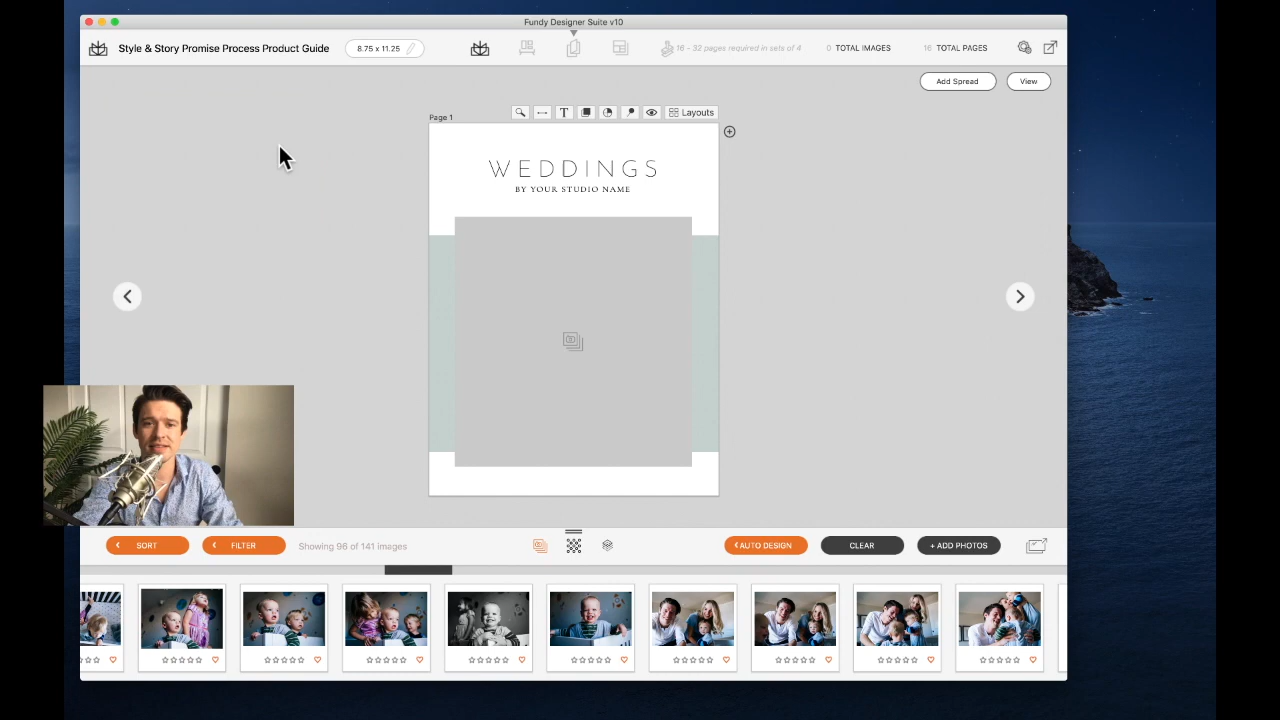 Fundy Designer Suite v10
Style & Story Promise Process Product Guide
8.75 x 11.25
16 - 32 pages required in sets of 4
0 TOTAL IMAGES
16 TOTAL PAGES
Add Spread
View
Page 1
T
Layouts
WEDDINGS
BY YOUR STUDIO NAME
SORT
FILTER
Showing 96 of 141 images
AUTO DESIGN
CLEAR
+ ADD PHOTOS